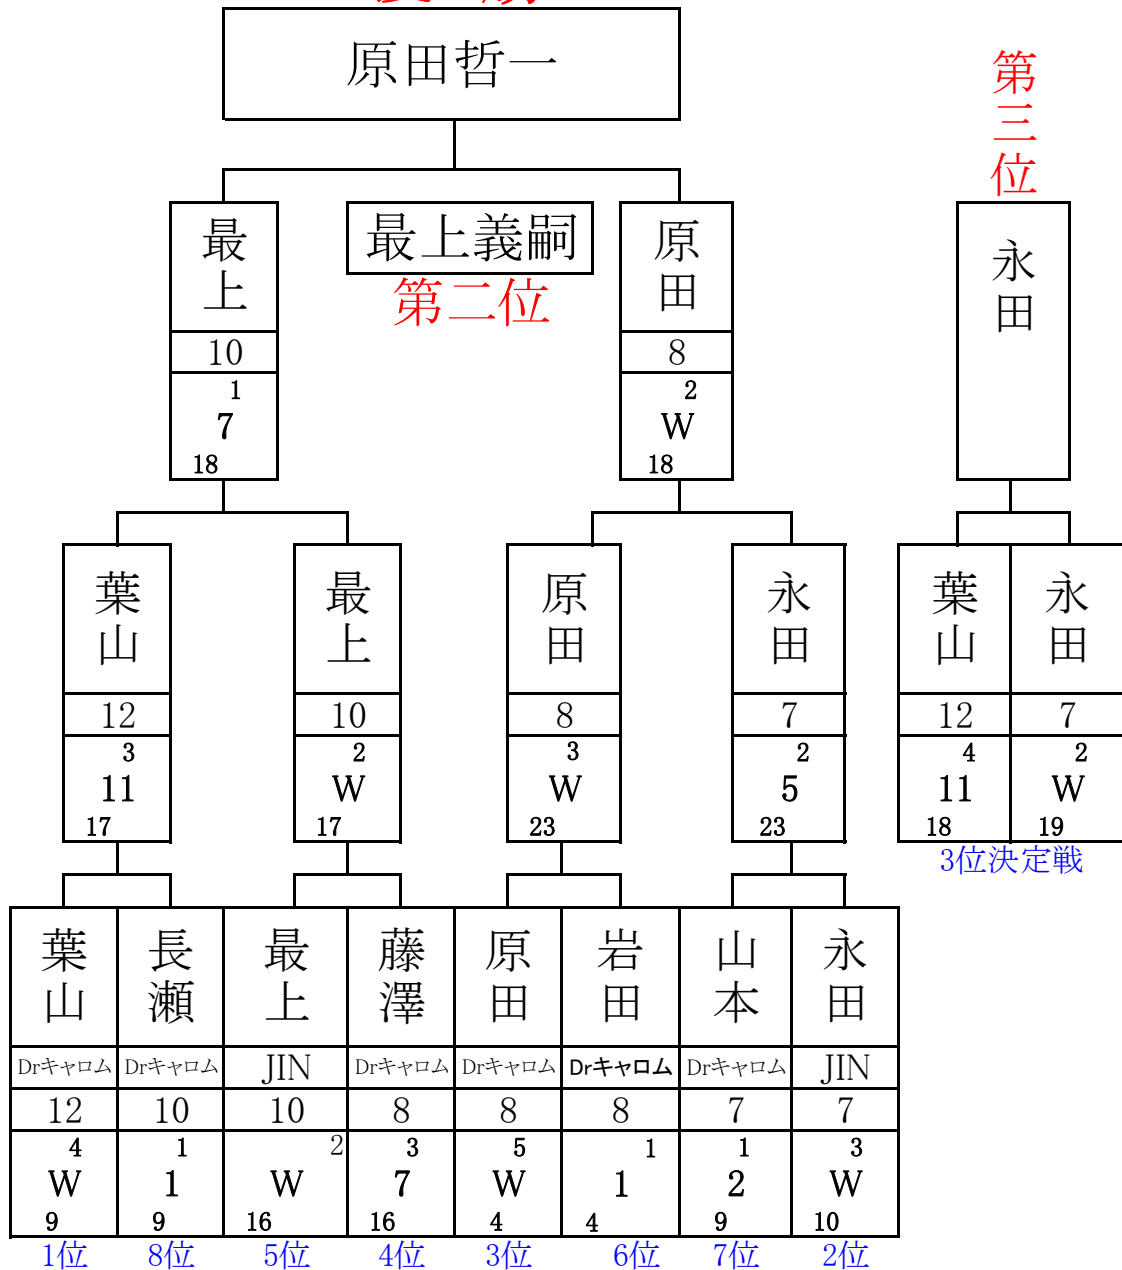 原田哲一
第三位
最上
最上義嗣
原田
永田
第二位
10
8
1
2
7
W
18
18
葉山
最上
原田
永田
葉山
永田
12
10
8
7
12
7
3
2
3
2
4
2
11
W
W
5
11
W
17
17
23
23
18
19
3位決定戦
葉山
長瀬
最上
藤澤
原田
岩田
山本
永田
Drキャロム
Drキャロム
JIN
Drキャロム
Drキャロム
Drキャロム
Drキャロム
JIN
12
10
10
8
8
8
7
7
4
1
2
3
5
1
1
3
W
1
W
7
W
1
2
W
9
9
16
16
4
4
9
10
1位
8位
5位
4位
3位
6位
7位
2位